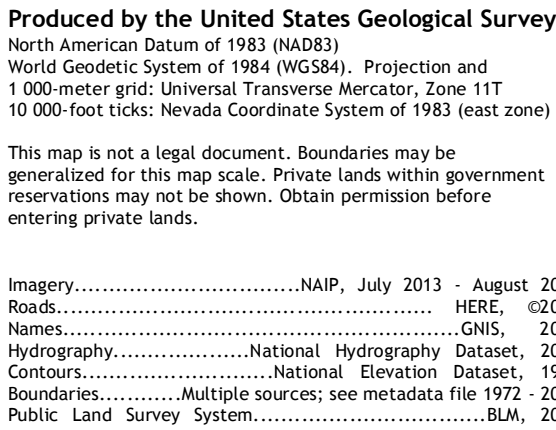 Produced by the United States Geological Survey
North American Datum of 1983 (NAD83)
World Geodetic System of 1984 (WGS84). Projection and
1 000-meter grid: Universal Transverse Mercator, Zone 11T
10 000-foot ticks: Nevada Coordinate System of 1983 (east zone)
This map is not a legal document. Boundaries may be
generalized for this map scale. Private lands within government
reservations may not be shown. Obtain permission before
entering private lands.
Imagery.................................NAIP, July 2013 - August 20
Roads....................................................... HERE, ©20
Names..........................................................GNIS, 20
Hydrography....................National Hydrography Dataset, 20
Contours............................National Elevation Dataset, 19
Boundaries............Multiple sources; see metadata file 1972 - 20
Public Land Survey System..................................BLM, 20